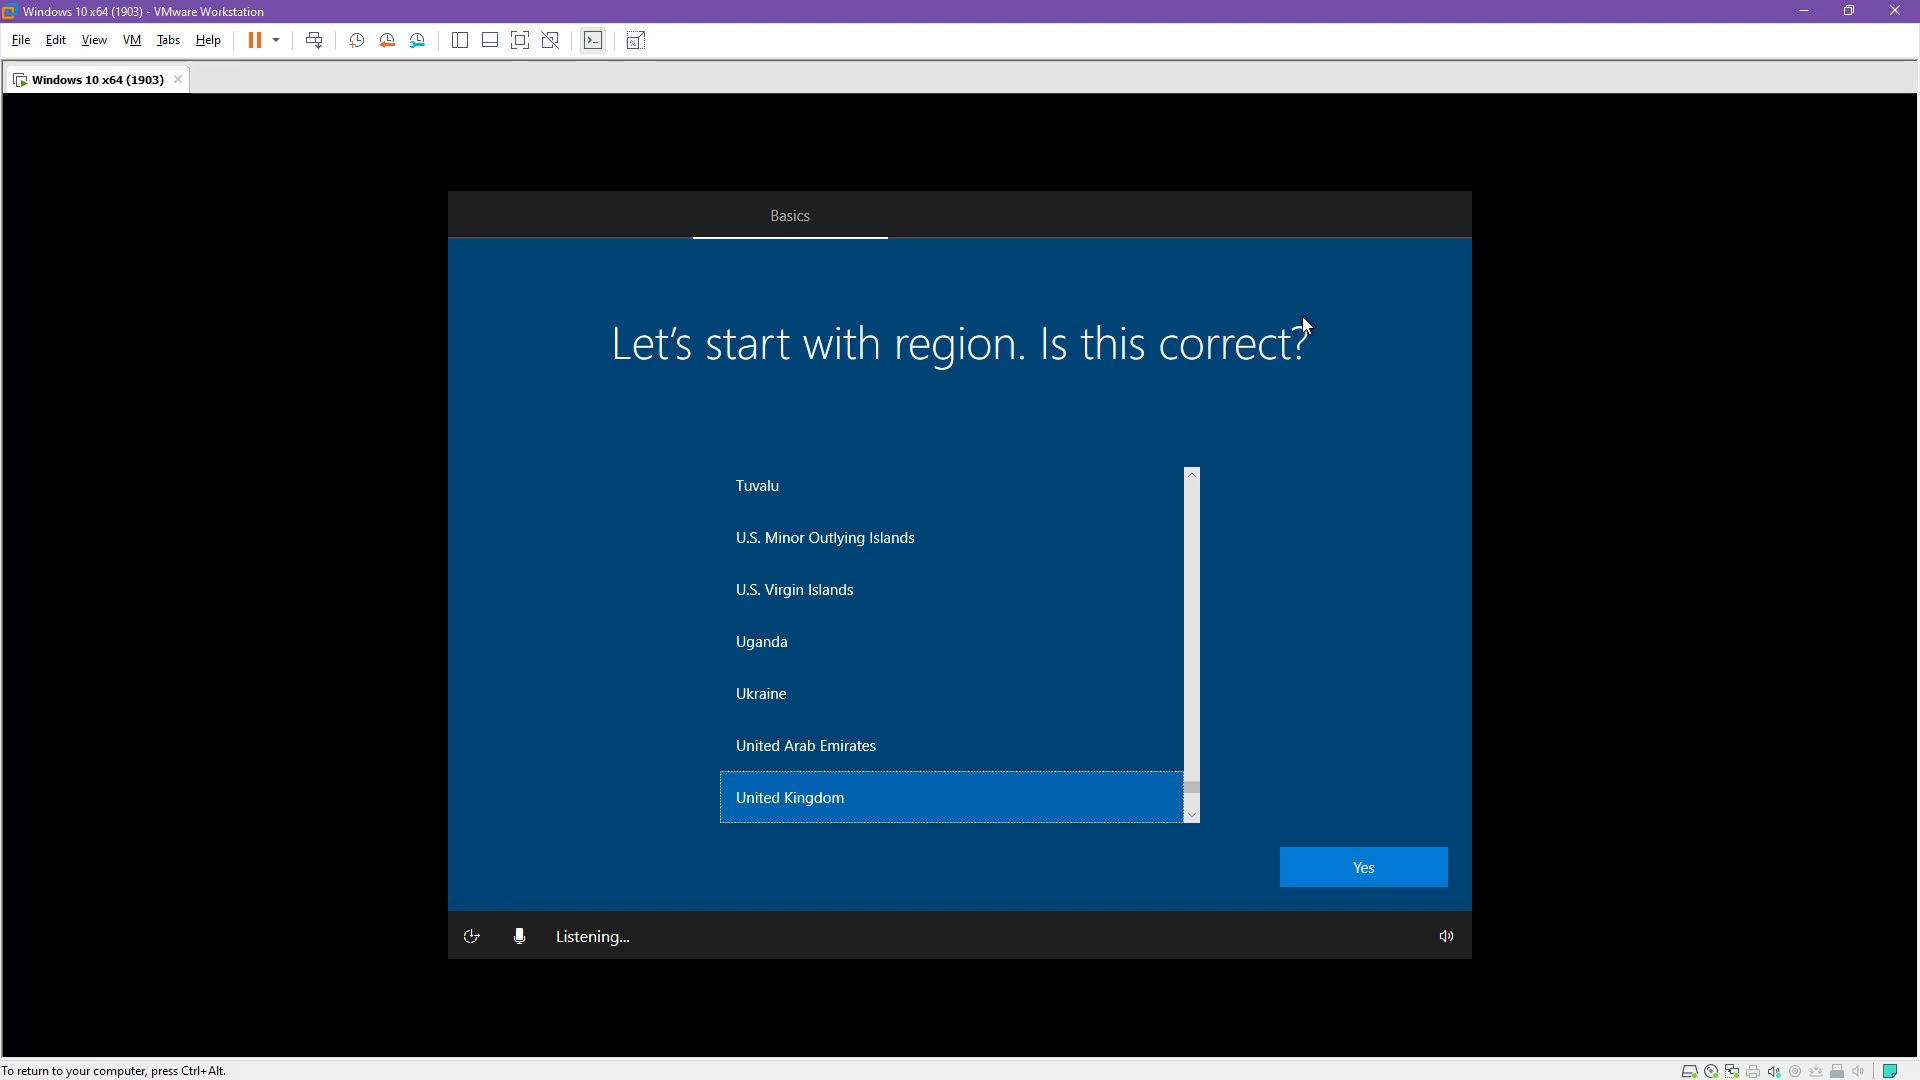 Windows 10 x64 (1903) - VMware Workstation
File Edit View VM Tabs Help
Windows 10 x64 (1903)
Basics
Let's start with region. Is this correct?
Tuvalu
U.S. Minor Outlying Islands
U.S. Virgin Islands
Uganda
Ukraine
United Arab Emirates
United Kingdom
Yes
Listening...
To return to your computer, press Ctrl+Alt.